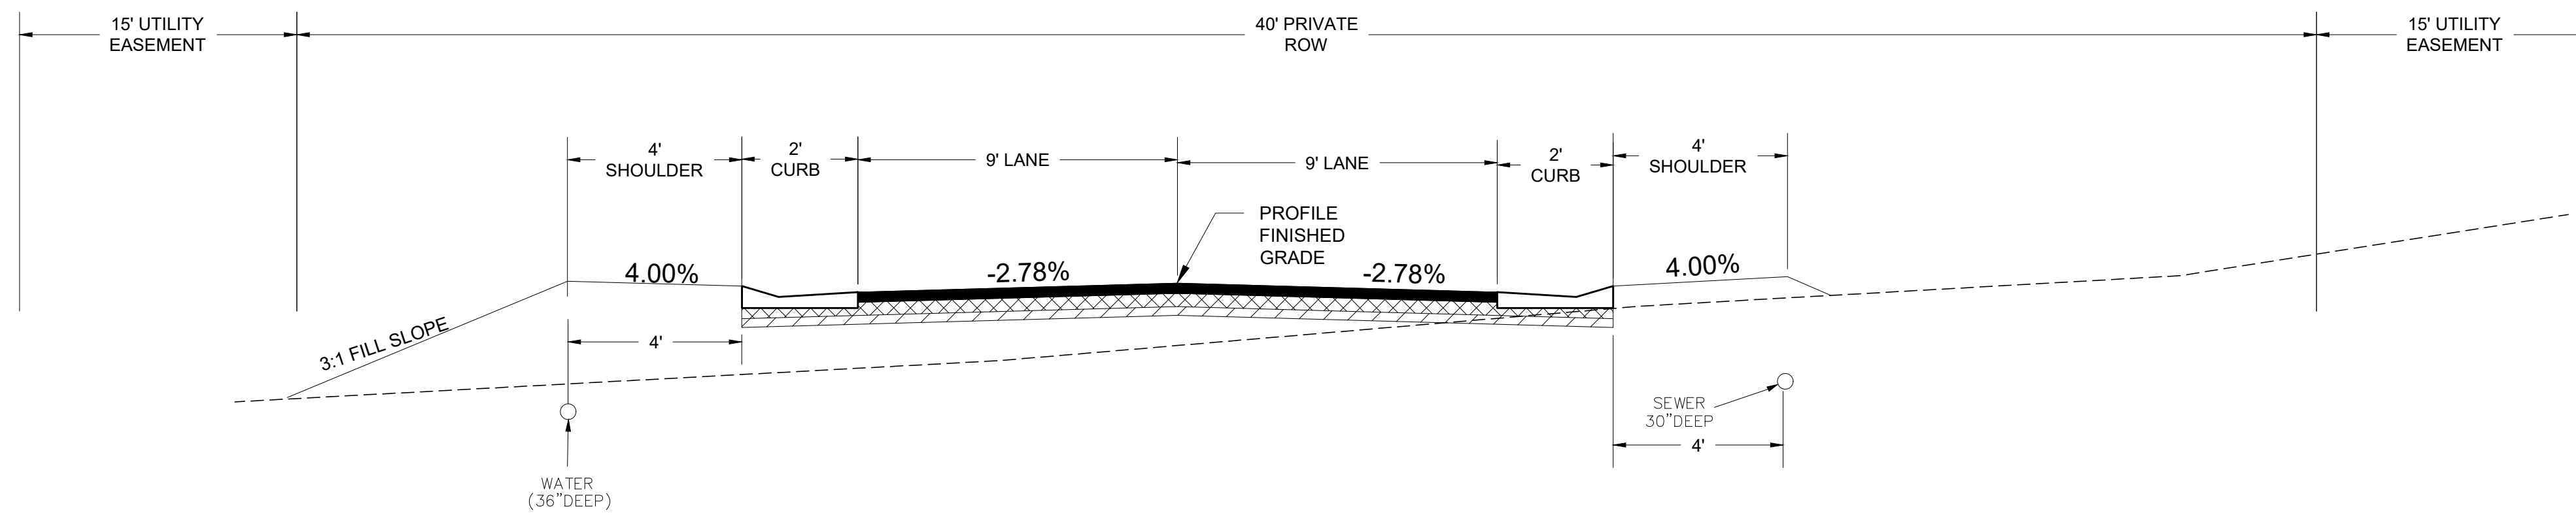 15' UTILITY
EASEMENT
40' PRIVATE
ROW
15' UTILITY
EASEMENT
4'
SHOULDER
2'
CURB
9' LANE
9' LANE
2'
CURB
4'
SHOULDER
PROFILE
FINISHED
GRADE
4.00%
-2.78%
-2.78%
4.00%
3:1 FILL SLOPE
4'
SEWER
30"DEEP
4'
WATER
(36"DEEP)